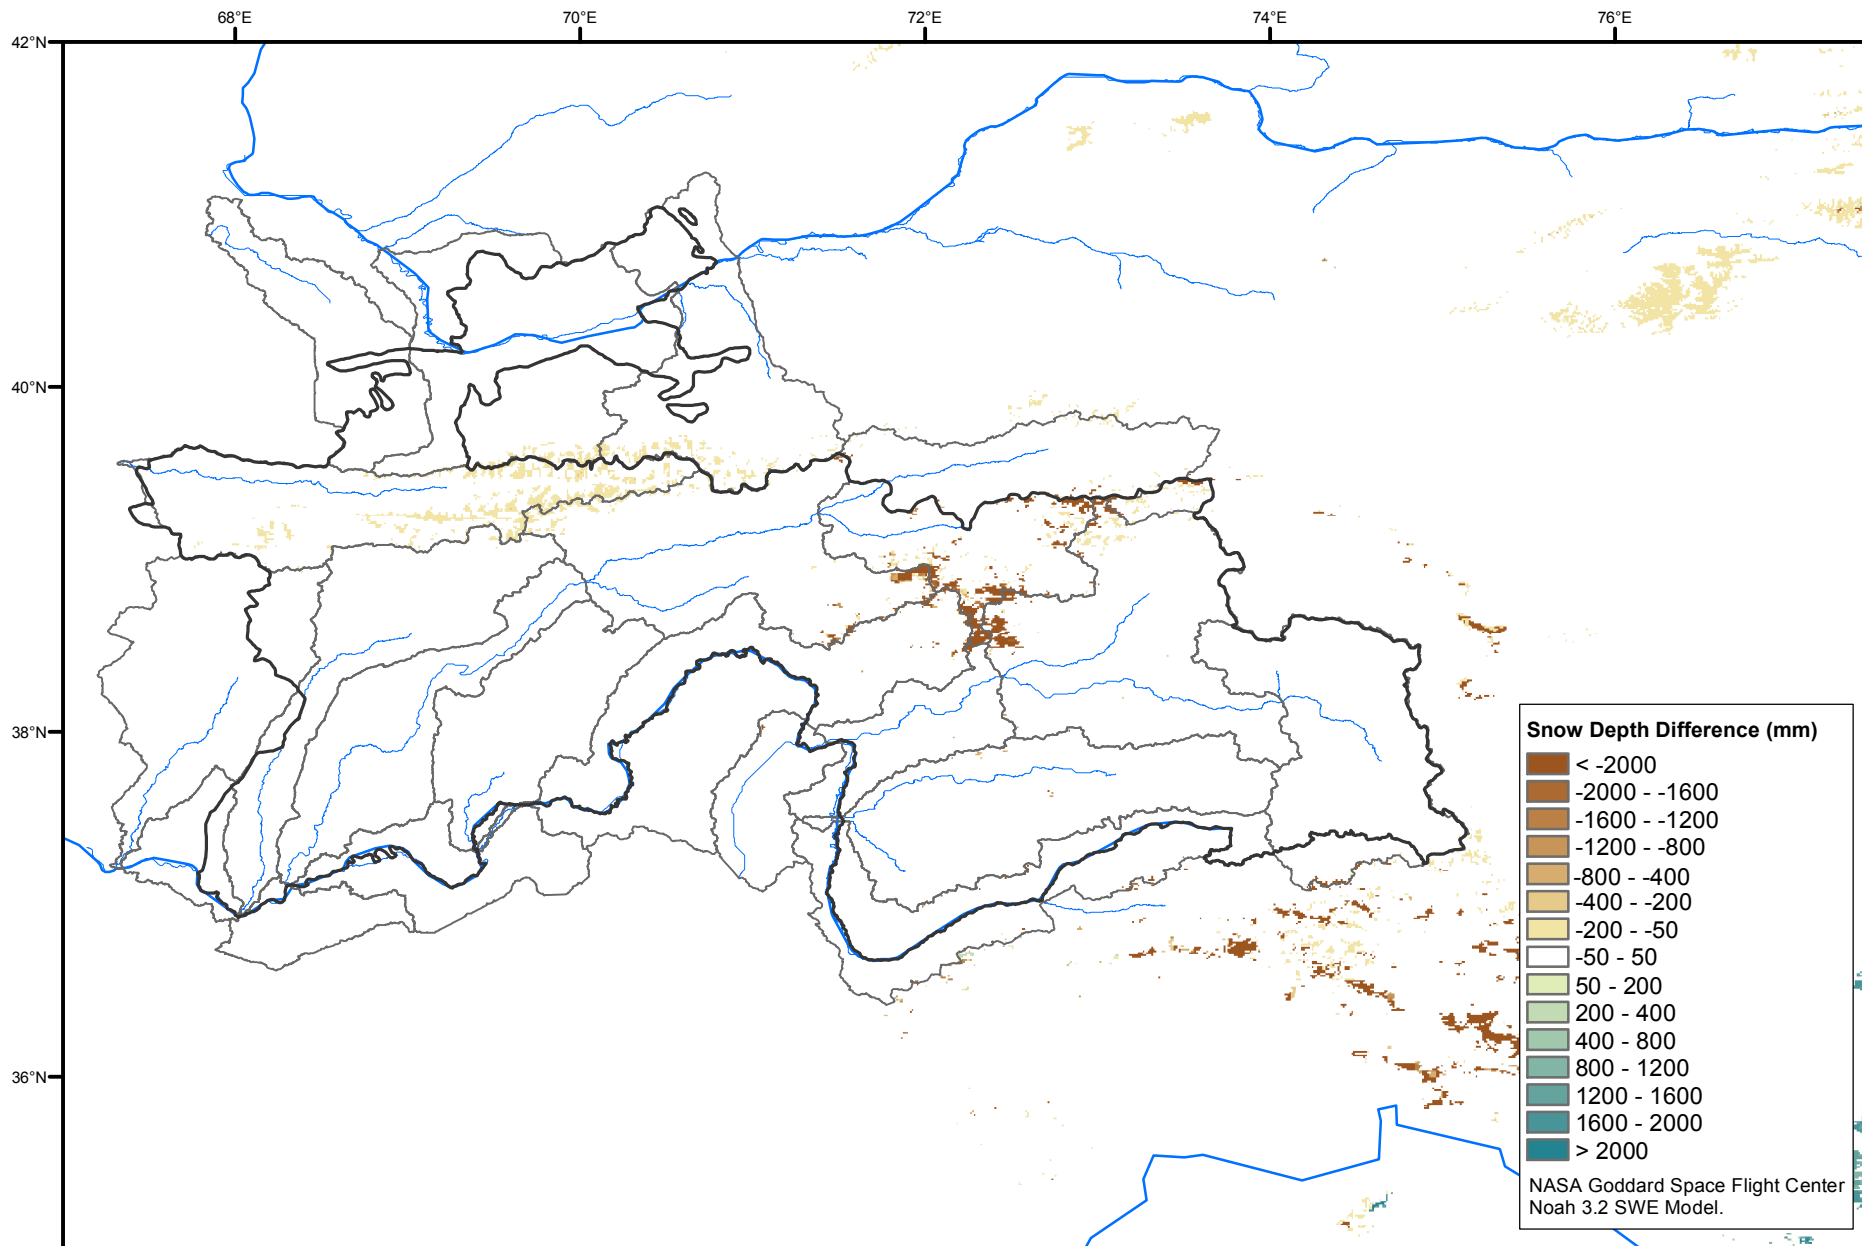 68°E 70°E 72°E 74°E 76°E
42°N
40°N
38°N
36°N
Snow Depth Difference (mm)
< -2000
-2000 - -1600
-1600 - -1200
-1200 - -800
-800 - -400
-400 - -200
-200 - -50
-50 - 50
50 - 200
200 - 400
400 - 800
800 - 1200
1200 - 1600
1600 - 2000
> 2000
NASA Goddard Space Flight Center
Noah 3.2 SWE Model.